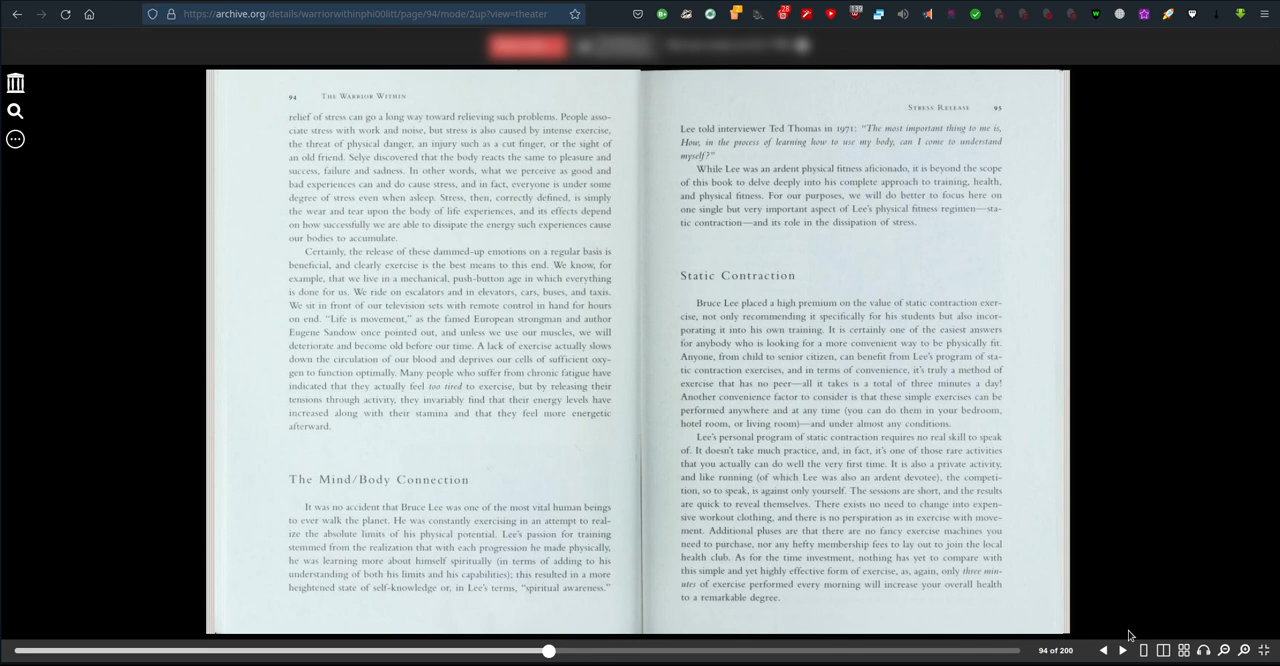 https://archive.org/details/warriorwithinphi00litt/page/94/mode/2up?view=theater
28
139
94 THE WARRIOR WITHIN
relief of stress can go a long way toward relieving such problems. People asso-
ciate stress with work and noise, but stress is also caused by intense exercise,
the threat of physical danger, an injury such as a cut finger, or the sight of
an old friend. Selye discovered that the body reacts the same to pleasure and
success, failure and sadness. In other words, what we perceive as good and
bad experiences can and do cause stress, and in fact, everyone is under some
degree of stress even when asleep. Stress, then, correctly defined, is simply
the wear and tear upon the body of life experiences, and its effects depend
on how successfully we are able to dissipate the energy such experiences cause
our bodies to accumulate.
Certainly, the release of these dammed-up emotions on a regular basis is
beneficial, and clearly exercise is the best means to this end. We know, for
example, that we live in a mechanical, push-button age in which everything
is done for us. We ride on escalators and in elevators, cars, buses, and taxis.
We sit in front of our television sets with remote control in hand for hours
on end. "Life is movement," as the famed European strongman and author
Eugene Sandow once pointed out, and unless we use our muscles, we will
deteriorate and become old before our time. A lack of exercise actually slows
down the circulation of our blood and deprives our cells of sufficient oxy-
gen to function optimally. Many people who suffer from chronic fatigue have
indicated that they actually feel too tired to exercise, but by releasing their
tensions through activity, they invariably find that their energy levels have
increased along with their stamina and that they feel more energetic
afterward.
The Mind/Body Connection
It was no accident that Bruce Lee was one of the most vital human beings
to ever walk the planet. He was constantly exercising in an attempt to real-
ize the absolute limits of his physical potential. Lee's passion for training
stemmed from the realization that with each progression he made physically,
he was learning more about himself spiritually (in terms of adding to his
understanding of both his limits and his capabilities); this resulted in a more
heightened state of self-knowledge or, in Lee's terms, "spiritual awareness."
STRESS RELEASE 95
Lee told interviewer Ted Thomas in 1971: "The most important thing to me is,
How, in the process of learning how to use my body, can I come to understand
myself?"
While Lee was an ardent physical fitness aficionado, it is beyond the scope
of this book to delve deeply into his complete approach to training, health,
and physical fitness. For our purposes, we will do better to focus here on
one single but very important aspect of Lee's physical fitness regimen—sta-
tic contraction—and its role in the dissipation of stress.
Static Contraction
Bruce Lee placed a high premium on the value of static contraction exer-
cise, not only recommending it specifically for his students but also incor-
porating it into his own training. It is certainly one of the easiest answers
for anybody who is looking for a more convenient way to be physically fit.
Anyone, from child to senior citizen, can benefit from Lee's program of sta-
tic contraction exercises, and in terms of convenience, it's truly a method of
exercise that has no peer—all it takes is a total of three minutes a day!
Another convenience factor to consider is that these simple exercises can be
performed anywhere and at any time (you can do them in your bedroom,
hotel room, or living room)—and under almost any conditions.
Lee's personal program of static contraction requires no real skill to speak
of. It doesn't take much practice, and, in fact, it's one of those rare activities
that you actually can do well the very first time. It is also a private activity,
and like running (of which Lee was also an ardent devotee), the competi-
tion, so to speak, is against only yourself. The sessions are short, and the results
are quick to reveal themselves. There exists no need to change into expen-
sive workout clothing, and there is no perspiration as in exercise with move-
ment. Additional pluses are that there are no fancy exercise machines you
need to purchase, nor any hefty membership fees to lay out to join the local
health club. As for the time investment, nothing has yet to compare with
this simple and yet highly effective form of exercise, as, again, only three min-
utes of exercise performed every morning will increase your overall health
to a remarkable degree.
94 of 200